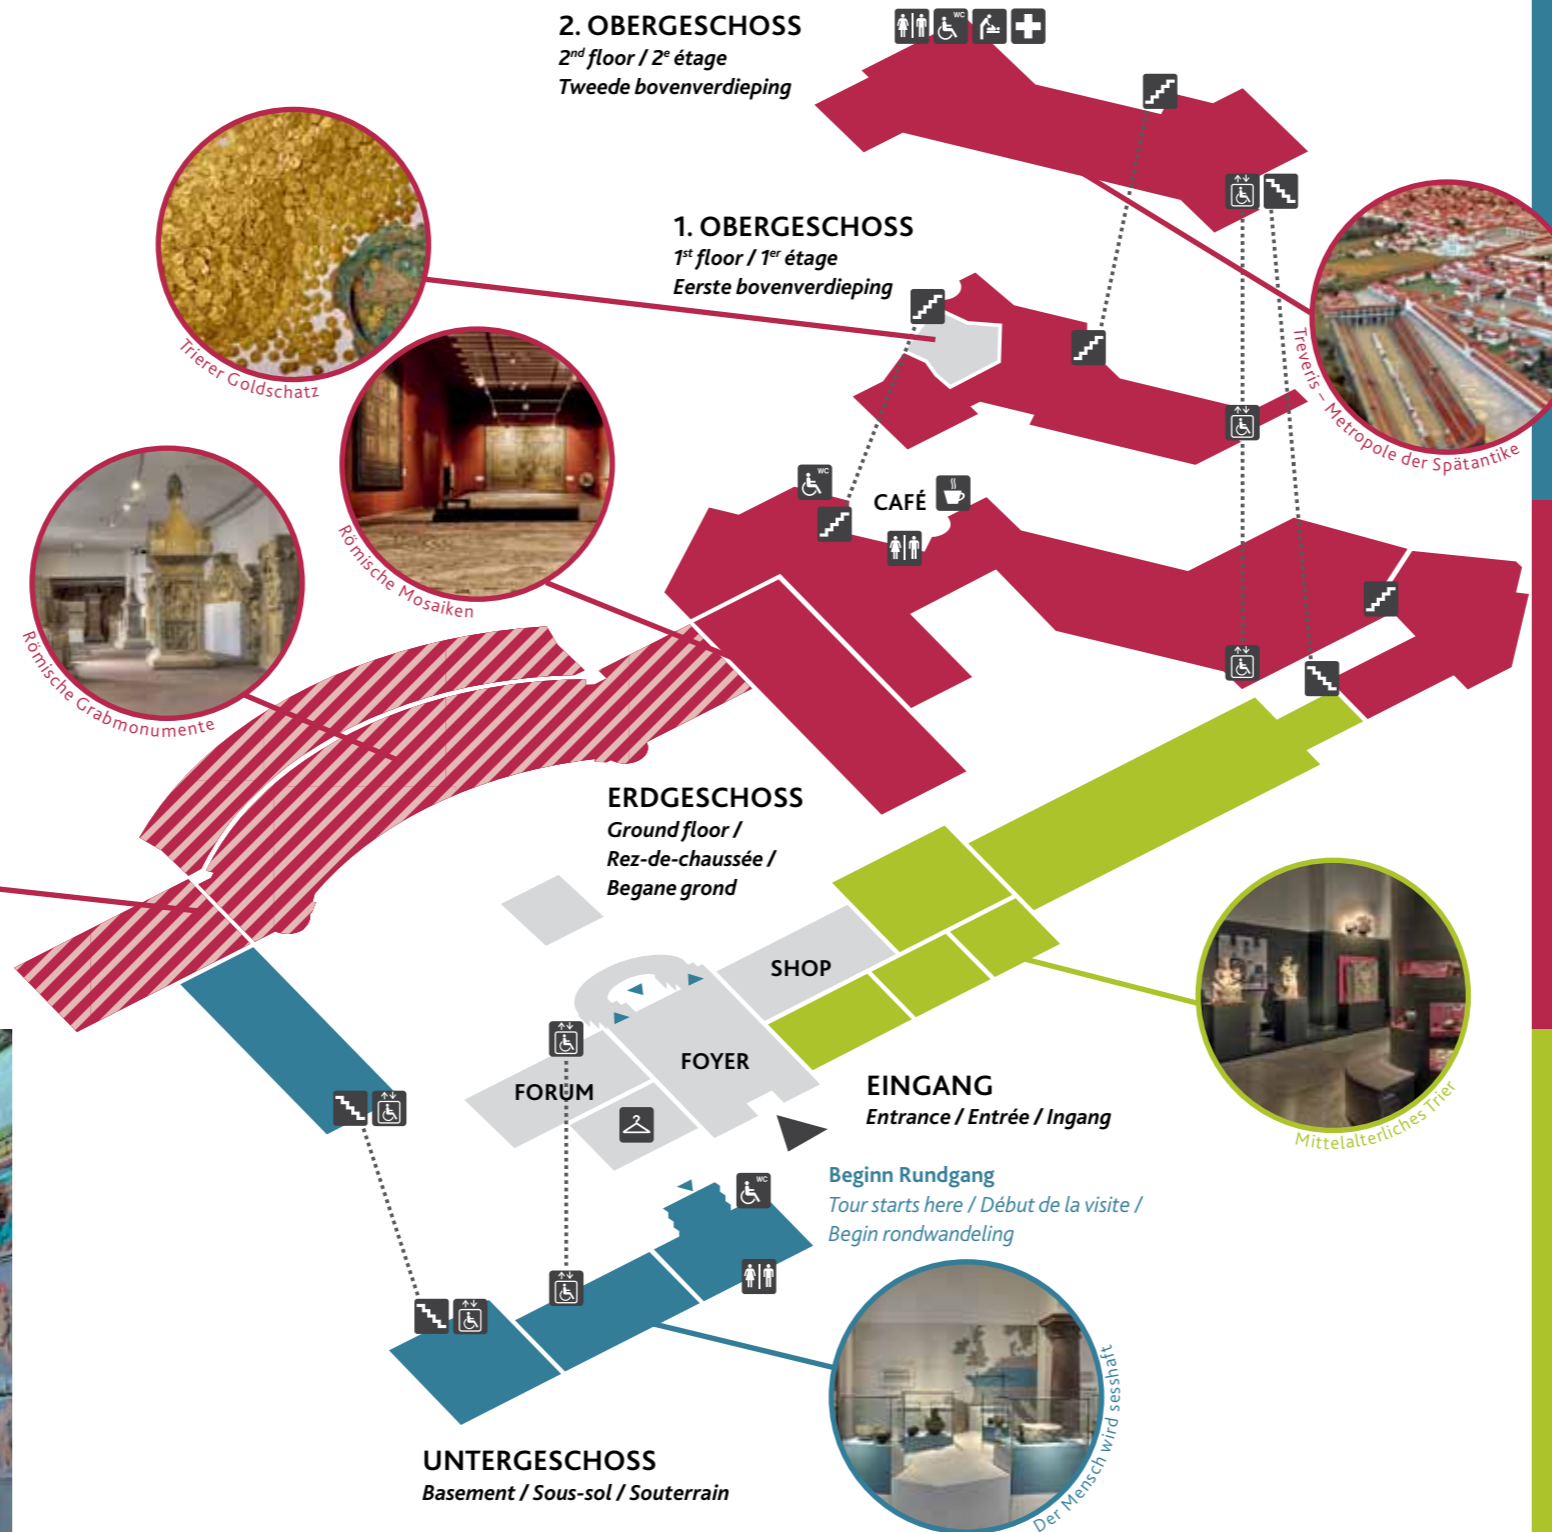 2. OBERGESCHOSS
2nd floor / 2e étage
Tweede bovenverdieping
WC
1. OBERGESCHOSS
1st floor / 1er étage
Eerste bovenverdieping
Trierer Goldschatz
Treveris – Metropole der Spätantike
WC
CAFÉ
Römische Mosaiken
Römische Grabmonumente
ERDGESCHOSS
Ground floor /
Rez-de-chaussée /
Begane grond
SHOP
FOYER
FORUM
EINGANG
Entrance / Entrée / Ingang
Mittelalterliches Trier
Beginn Rundgang
Tour starts here / Début de la visite /
Begin rondwandeling
WC
UNTERGESCHOSS
Basement / Sous-sol / Souterrain
Der Mensch wird sesshaft